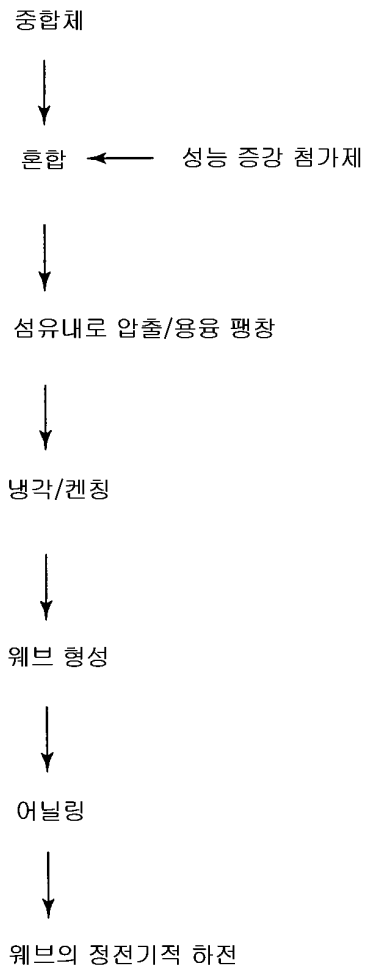 중합체
혼합 성능 증강 첨가제
섬유내로 압출/용융 팽창
냉각/켄칭
웨브 형성
어닐링
웨브의 정전기적 하전